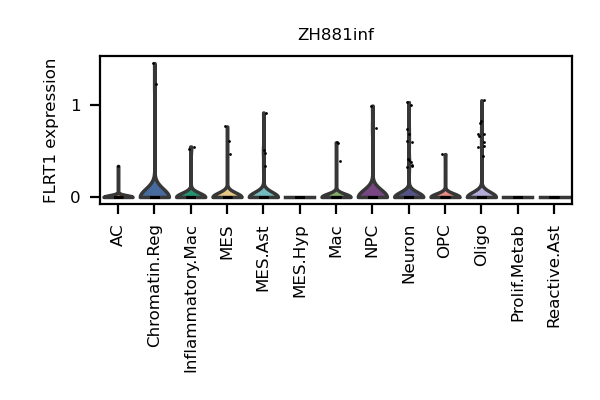 ZH881inf
FLRT1 expression
1
0
AC
Chromatin.Reg
Inflammatory.Mac
MES
MES.Ast
MES.Hyp
Mac
NPC
Neuron
OPC
Oligo
Prolif.Metab
Reactive.Ast